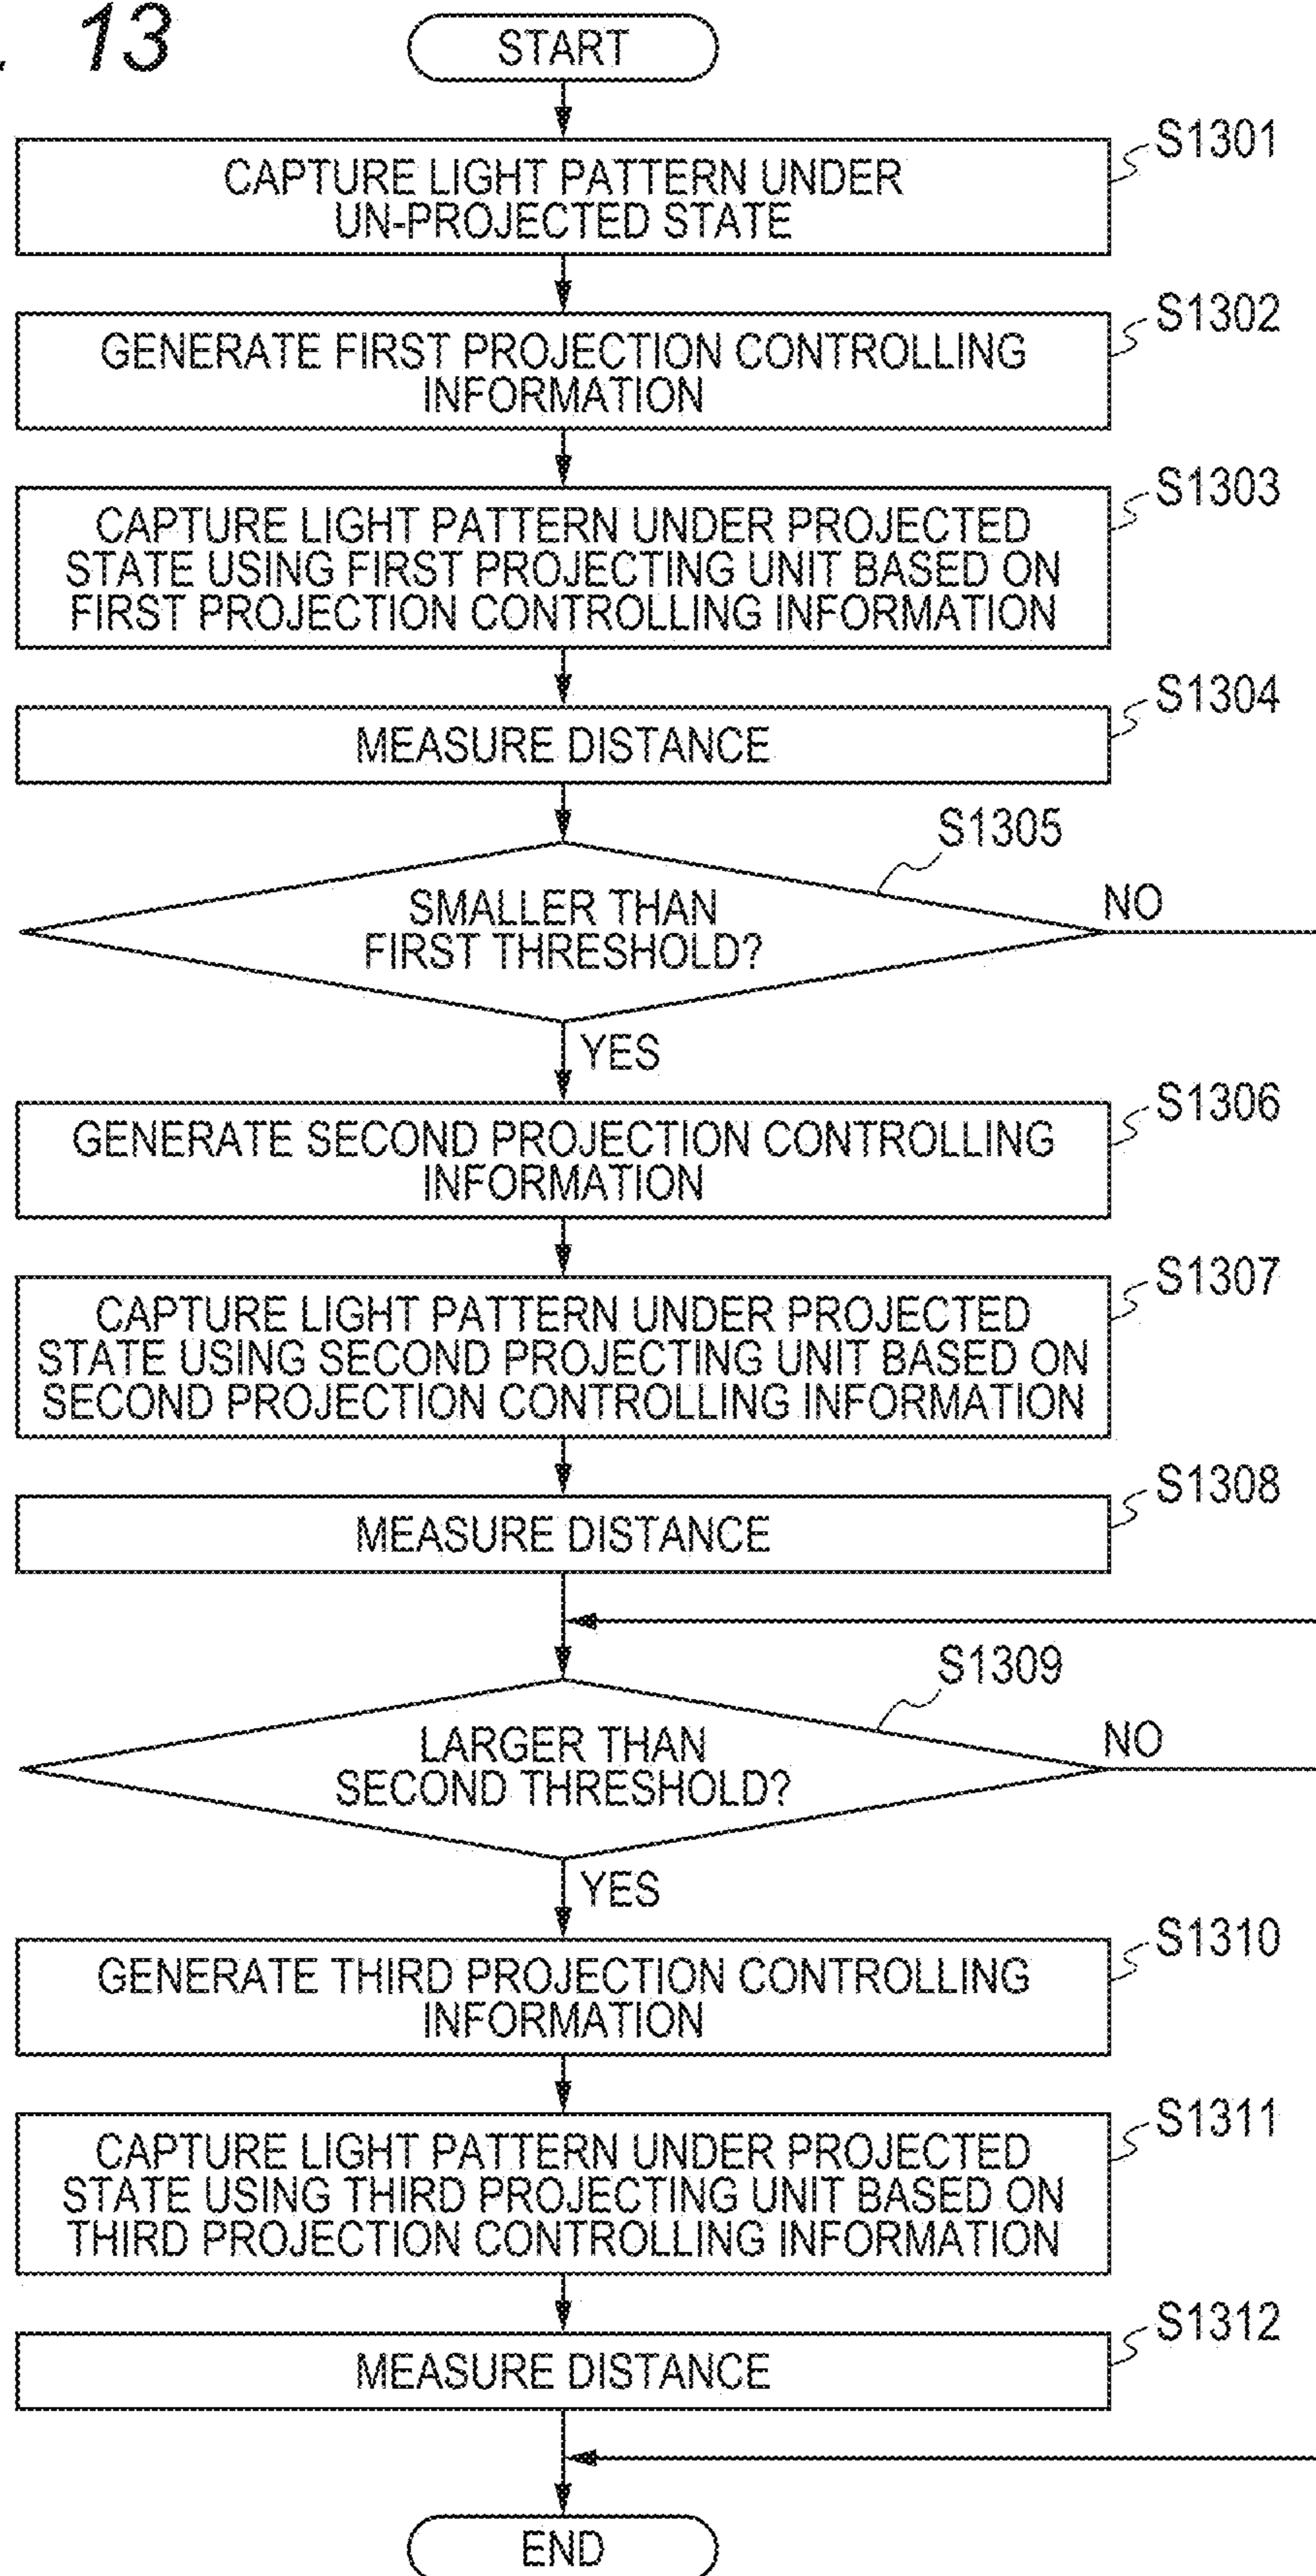 13
START
S1301
CAPTURE LIGHT PATTERN UNDER
UN-PROJECTED STATE
S1302
GENERATE FIRST PROJECTION CONTROLLING
INFORMATION
S1303
CAPTURE LIGHT PATTERN UNDER PROJECTED
STATE USING FIRST PROJECTING UNIT BASED ON
FIRST PROJECTION CONTROLLING INFORMATION
S1304
MEASURE DISTANCE
S1305
SMALLER THAN
FIRST THRESHOLD?
NO
YES
S1306
GENERATE SECOND PROJECTION CONTROLLING
INFORMATION
S1307
CAPTURE LIGHT PATTERN UNDER PROJECTED
STATE USING SECOND PROJECTING UNIT BASED ON
SECOND PROJECTION CONTROLLING INFORMATION
S1308
MEASURE DISTANCE
S1309
LARGER THAN
SECOND THRESHOLD?
NO
YES
S1310
GENERATE THIRD PROJECTION CONTROLLING
INFORMATION
S1311
CAPTURE LIGHT PATTERN UNDER PROJECTED
STATE USING THIRD PROJECTING UNIT BASED ON
THIRD PROJECTION CONTROLLING INFORMATION
S1312
MEASURE DISTANCE
END